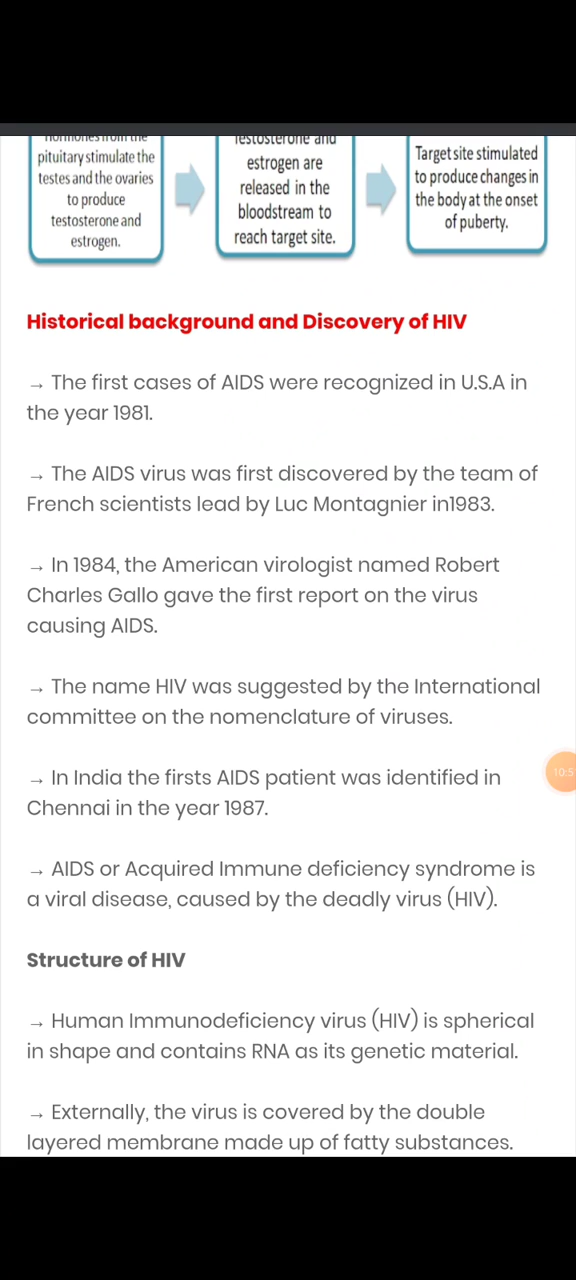 hormones from the
pituitary stimulate the
testes and the ovaries
to produce
testosterone and
estrogen.
Testosterone and
estrogen are
released in the
bloodstream to
reach target site.
Target site stimulated
to produce changes in
the body at the onset
of puberty.
Historical background and Discovery of HIV
→ The first cases of AIDS were recognized in U.S.A in
the year 1981.
→ The AIDS virus was first discovered by the team of
French scientists lead by Luc Montagnier in1983.
→ In 1984, the American virologist named Robert
Charles Gallo gave the first report on the virus
causing AIDS.
→ The name HIV was suggested by the International
committee on the nomenclature of viruses.
→ In India the firsts AIDS patient was identified in
Chennai in the year 1987.
→ AIDS or Acquired Immune deficiency syndrome is
a viral disease, caused by the deadly virus (HIV).
Structure of HIV
→ Human Immunodeficiency virus (HIV) is spherical
in shape and contains RNA as its genetic material.
→ Externally, the virus is covered by the double
layered membrane made up of fatty substances.